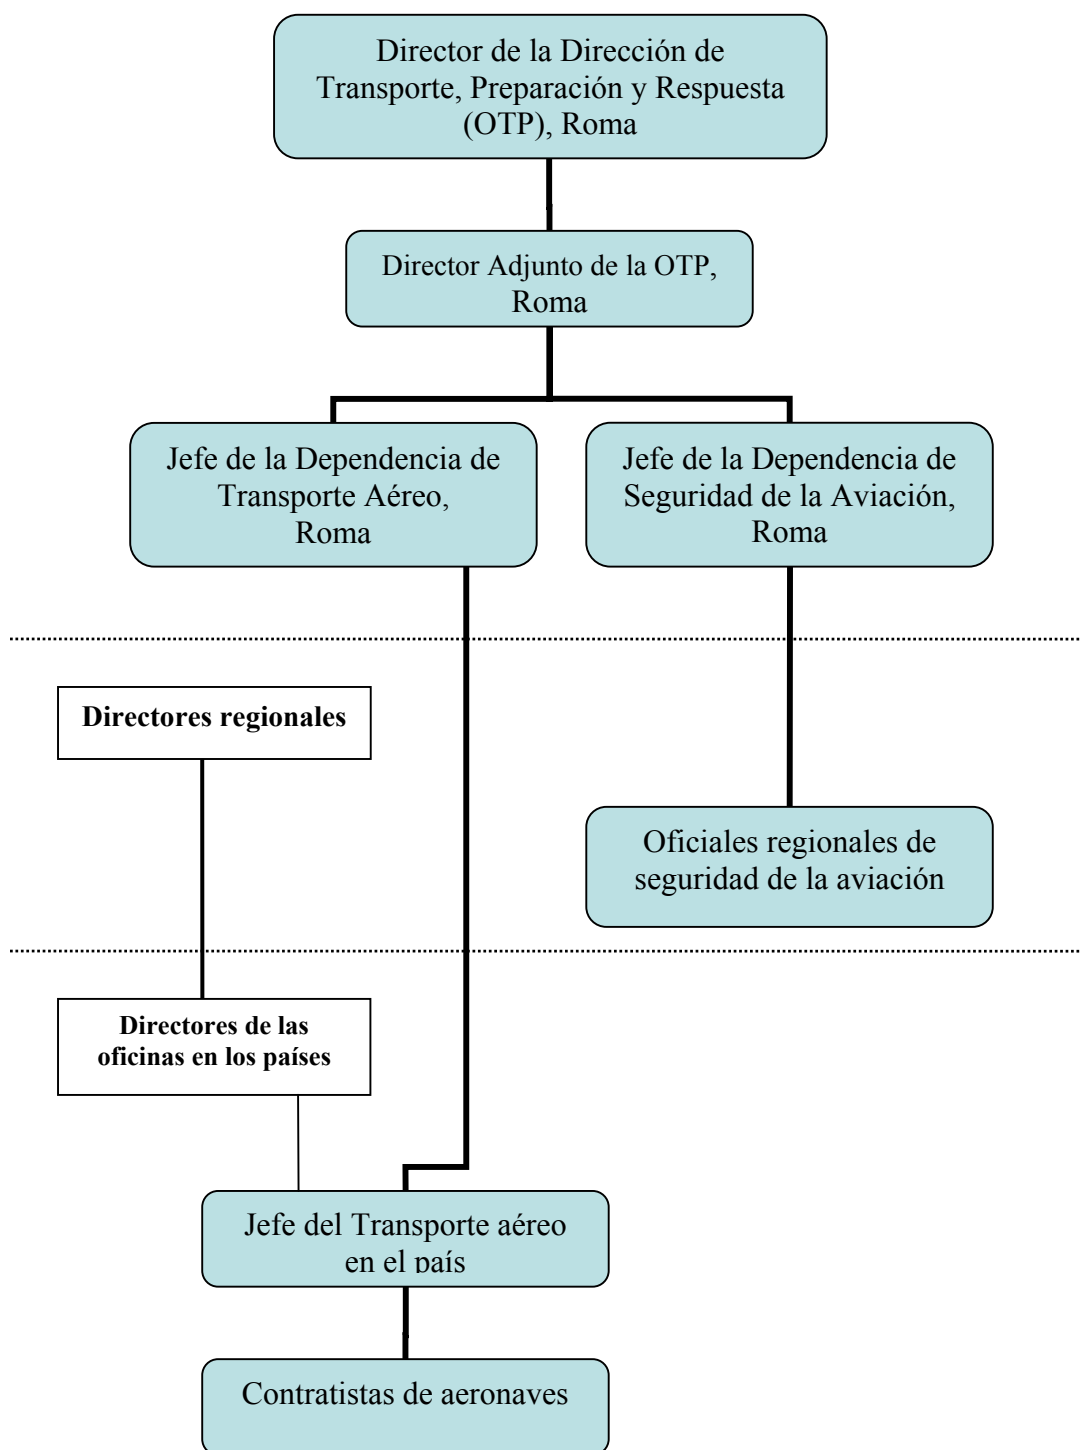 Director de la Dirección de
Transporte, Preparación y Respuesta
(OTP), Roma
Director Adjunto de la OTP,
Roma
Jefe de la Dependencia de
Transporte Aéreo,
Roma
Jefe de la Dependencia de
Seguridad de la Aviación,
Roma
Directores regionales
Oficiales regionales de
seguridad de la aviación
Directores de las
oficinas en los países
Jefe del Transporte aéreo
en el país
Contratistas de aeronaves